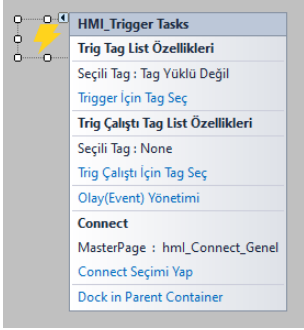 HMI_Trigger Tasks
Trig Tag List Özellikleri
Seçili Tag : Tag Yüklü Değil
Trigger İçin Tag Seç
Trig Çalıştı Tag List Özellikleri
Seçili Tag : None
Trig Çalıştı İçin Tag Seç
Olay(Event) Yönetimi
Connect
MasterPage : hml_Connect_Genel
Connect Seçimi Yap
Dock in Parent Container